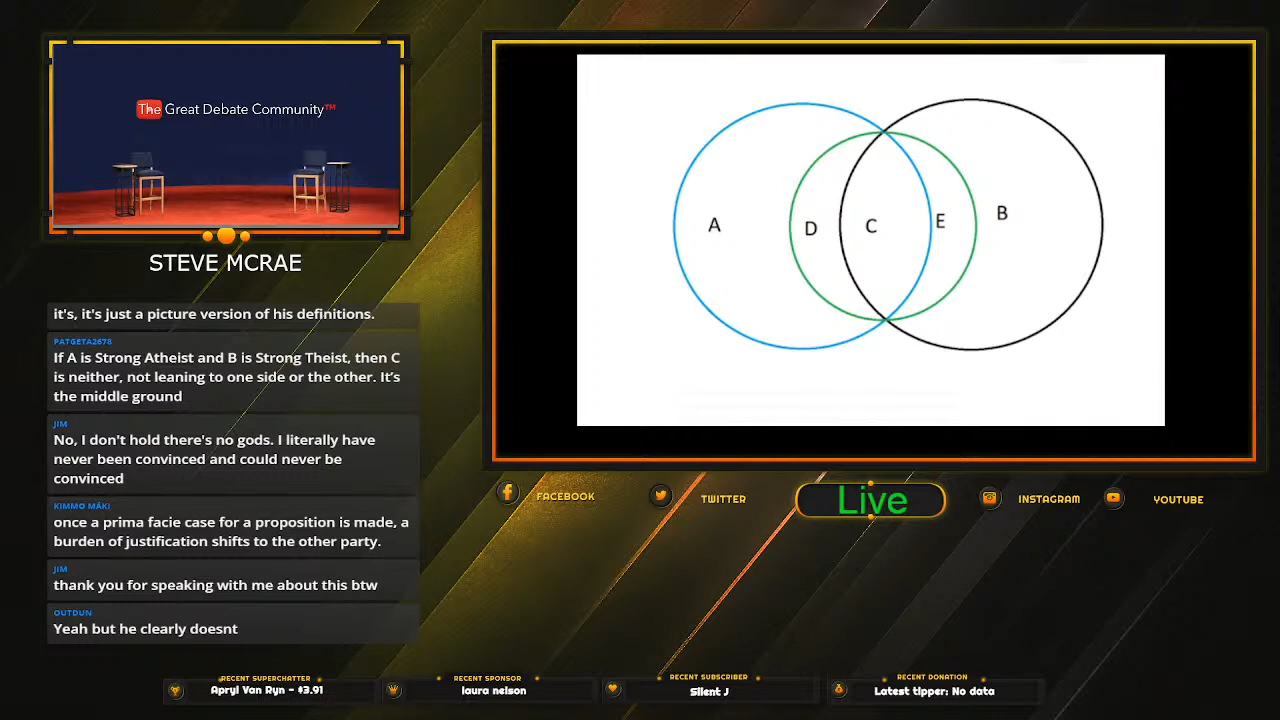 The Great Debate Community™
STEVE MCRAE
it's, it's just a picture version of his definitions.
PATGETA2678
If A is Strong Atheist and B is Strong Theist, then C
is neither, not leaning to one side or the other. It’s
the middle ground
JIM
No, I don't hold there's no gods. I literally have
never been convinced and could never be
convinced
KIMMO MÄKI
once a prima facie case for a proposition is made, a
burden of justification shifts to the other party.
JIM
thank you for speaking with me about this btw
OUTDUN
Yeah but he clearly doesnt
A
D
C
E
B
FACEBOOK
TWITTER
Live
INSTAGRAM
YOUTUBE
RECENT SUPERCHATTER
Apryl Van Ryn - $3.91
RECENT SPONSOR
laura nelson
RECENT SUBSCRIBER
Silent J
RECENT DONATION
Latest tipper: No data